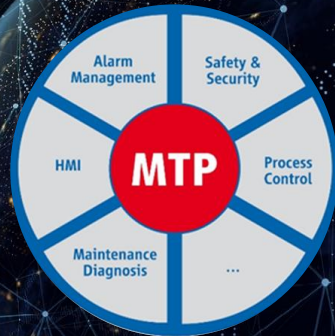 Alarm
Management
Safety &
Security
HMI
MTP
Process
Control
Maintenance
Diagnosis
...